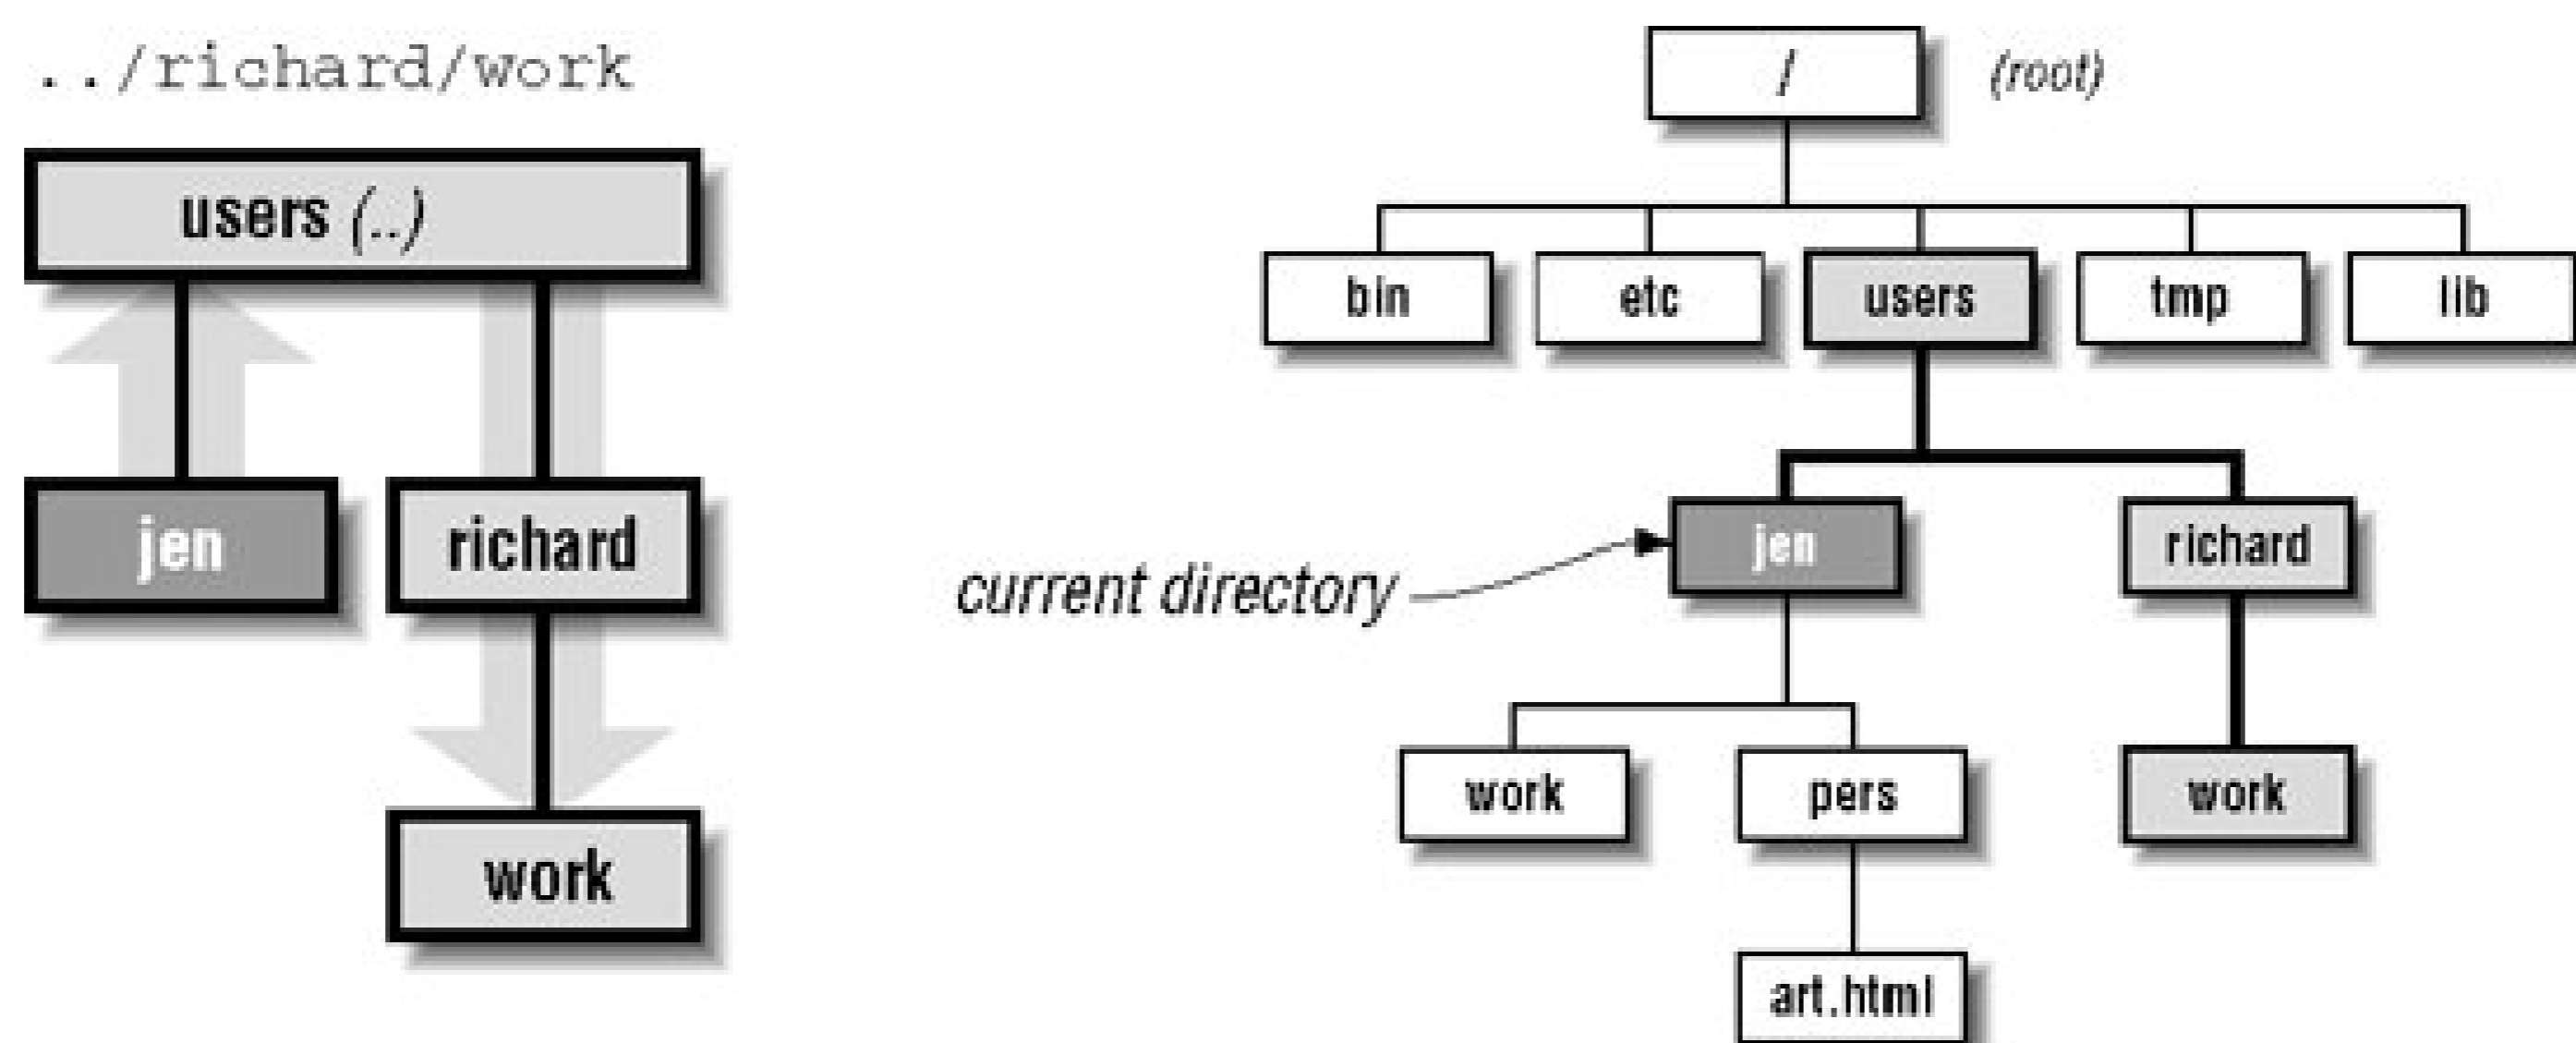 ../richard/work
users (..)
jen
richard
work
/
(root)
bin
etc
users
tmp
lib
current directory
jen
richard
work
pers
work
art.html